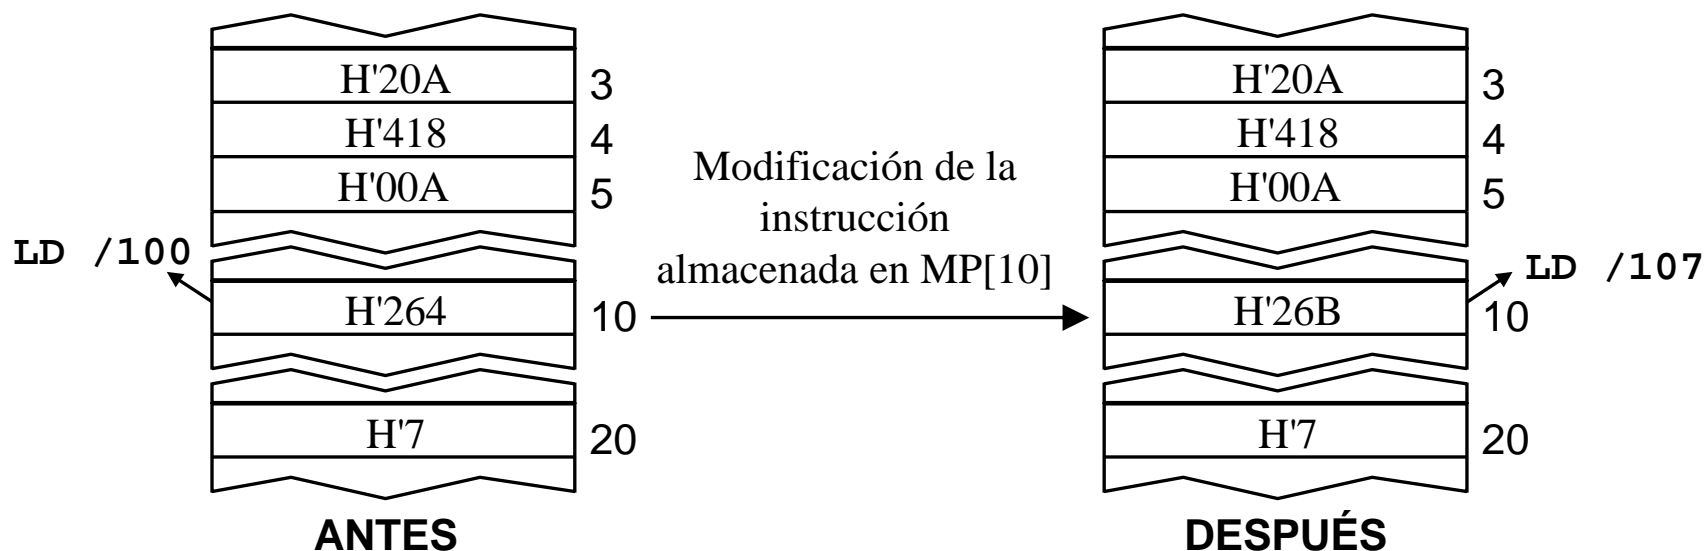 H'20A 3
H'418 4
H'00A 5
LD /100
H'264 10
H'7 20
ANTES
Modificación de la
instrucción
almacenada en MP[10]
H'20A 3
H'418 4
H'00A 5
LD /107
H'26B 10
H'7 20
DESPUÉS